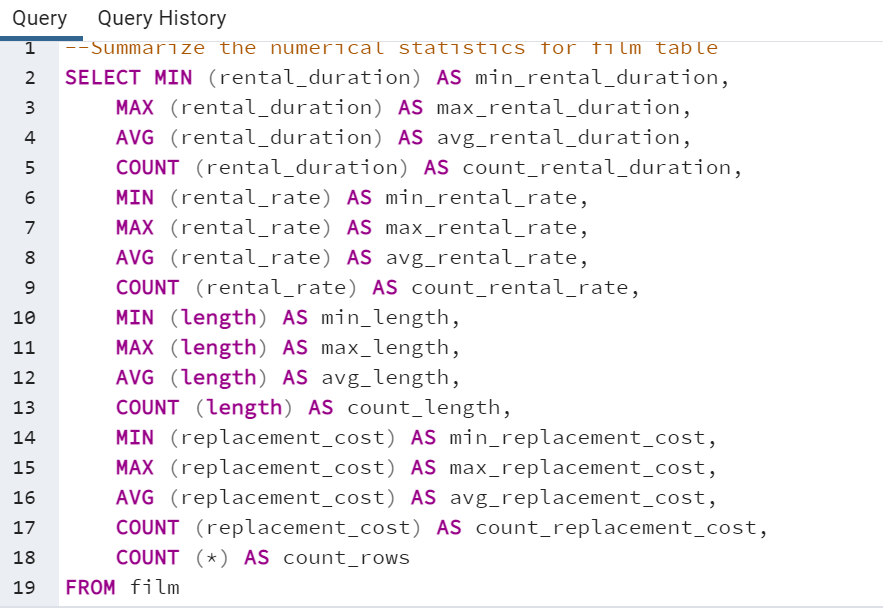 Query Query History
1 --Summarize the numerical statistics for film table
2 SELECT MIN (rental_duration) AS min_rental_duration,
3 MAX (rental_duration) AS max_rental_duration,
4 AVG (rental_duration) AS avg_rental_duration,
5 COUNT (rental_duration) AS count_rental_duration,
6 MIN (rental_rate) AS min_rental_rate,
7 MAX (rental_rate) AS max_rental_rate,
8 AVG (rental_rate) AS avg_rental_rate,
9 COUNT (rental_rate) AS count_rental_rate,
10 MIN (length) AS min_length,
11 MAX (length) AS max_length,
12 AVG (length) AS avg_length,
13 COUNT (length) AS count_length,
14 MIN (replacement_cost) AS min_replacement_cost,
15 MAX (replacement_cost) AS max_replacement_cost,
16 AVG (replacement_cost) AS avg_replacement_cost,
17 COUNT (replacement_cost) AS count_replacement_cost,
18 COUNT (*) AS count_rows
19 FROM film